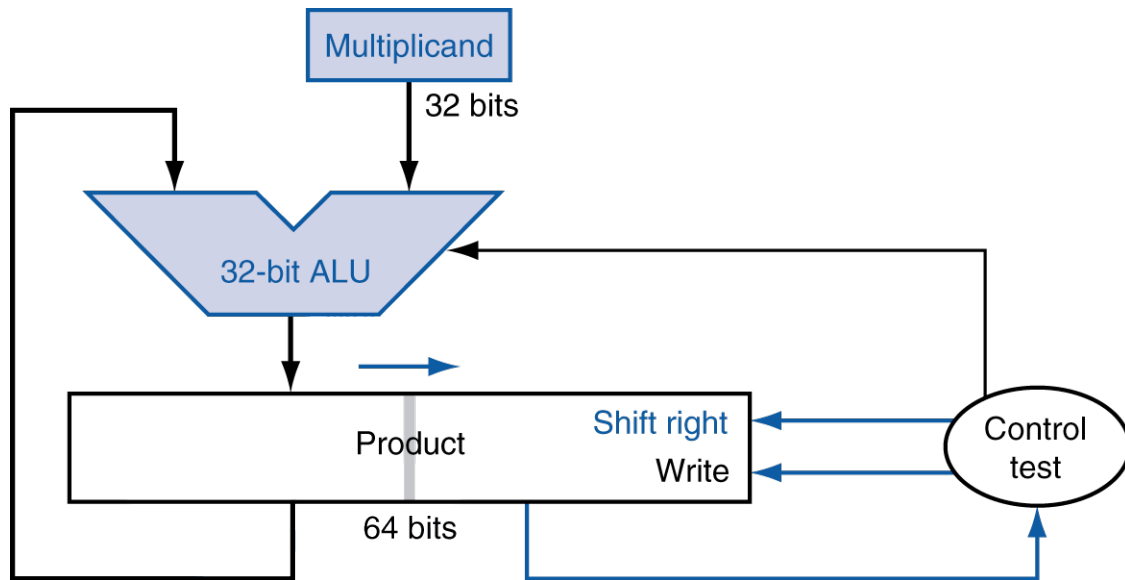 Multiplicand
32 bits
32-bit ALU
Product
Shift right
Write
64 bits
Control
test